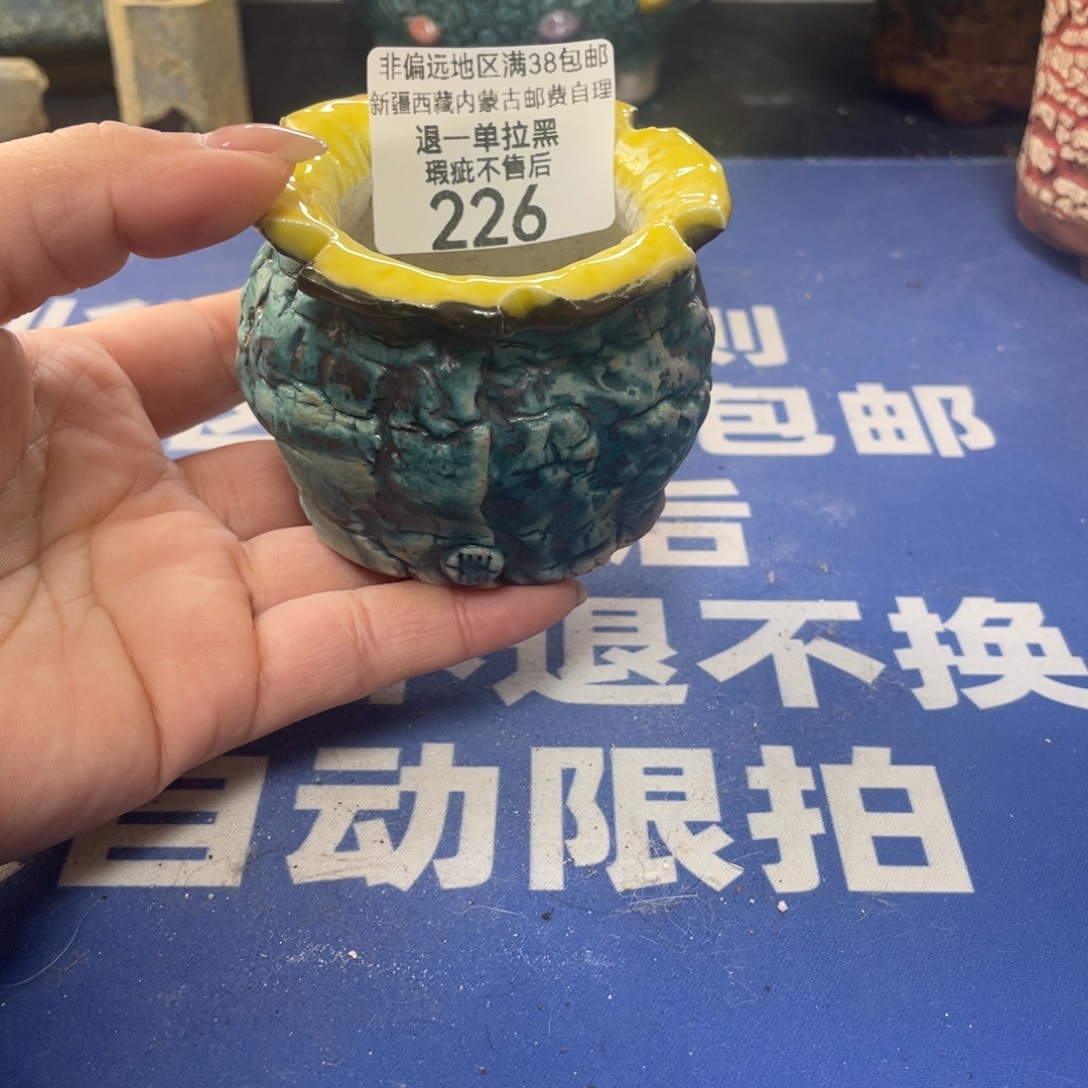 非偏远地区满38包邮
新疆西藏内蒙古邮费自理
退一单拉黑
瑕疵不售后
226
包邮
后
退不换
自动限拍